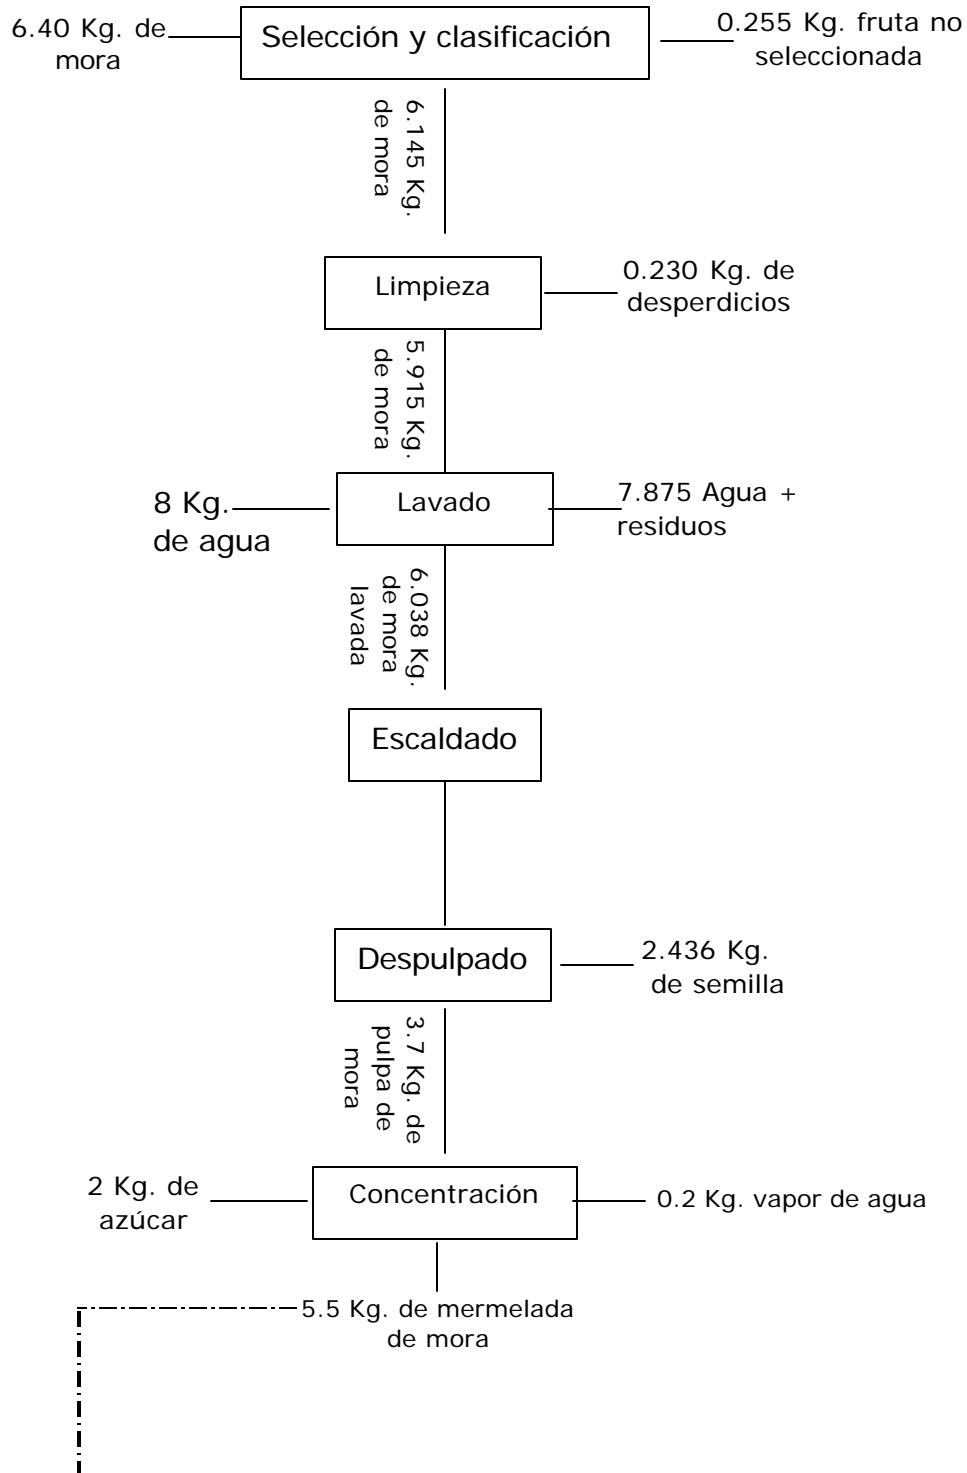 6.40 Kg. de
mora
Selección y clasificación
0.255 Kg. fruta no
seleccionada
6.145 Kg.
de mora
Limpieza
0.230 Kg. de
desperdicios
5.915 Kg.
de mora
8 Kg.
de agua
Lavado
7.875 Agua +
residuos
6.038 Kg.
de mora
lavada
Escaldado
Despulpado
2.436 Kg.
de semilla
3.7 Kg. de
pulpa de
mora
2 Kg. de
azúcar
Concentración
0.2 Kg. vapor de agua
5.5 Kg. de mermelada
de mora